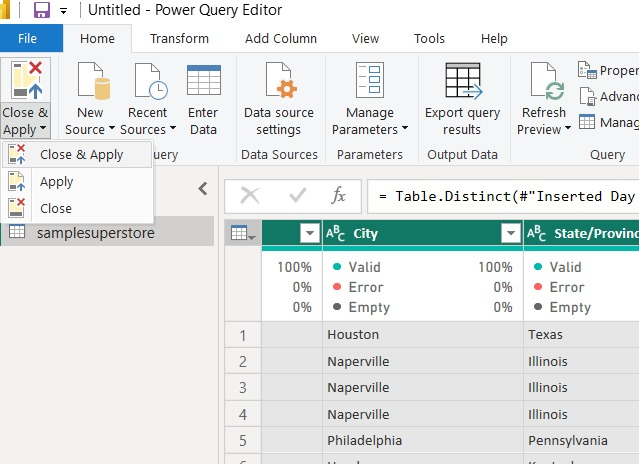 Untitled - Power Query Editor
File Home Transform Add Column View Tools Help
Close & Apply
New Source
Recent Sources
Enter Data
Data source settings
Manage Parameters
Export query results
Refresh Preview
Proper
Advanc
Manag
uery
Data Sources
Parameters
Output Data
Query
Close & Apply
Apply
Close
samplesuperstore
fx
= Table.Distinct(#"Inserted Day
ABC City
ABC State/Provinc
100% Valid 100% Valid
0% Error 0% Error
0% Empty 0% Empty
1 Houston Texas
2 Naperville Illinois
3 Naperville Illinois
4 Naperville Illinois
5 Philadelphia Pennsylvania